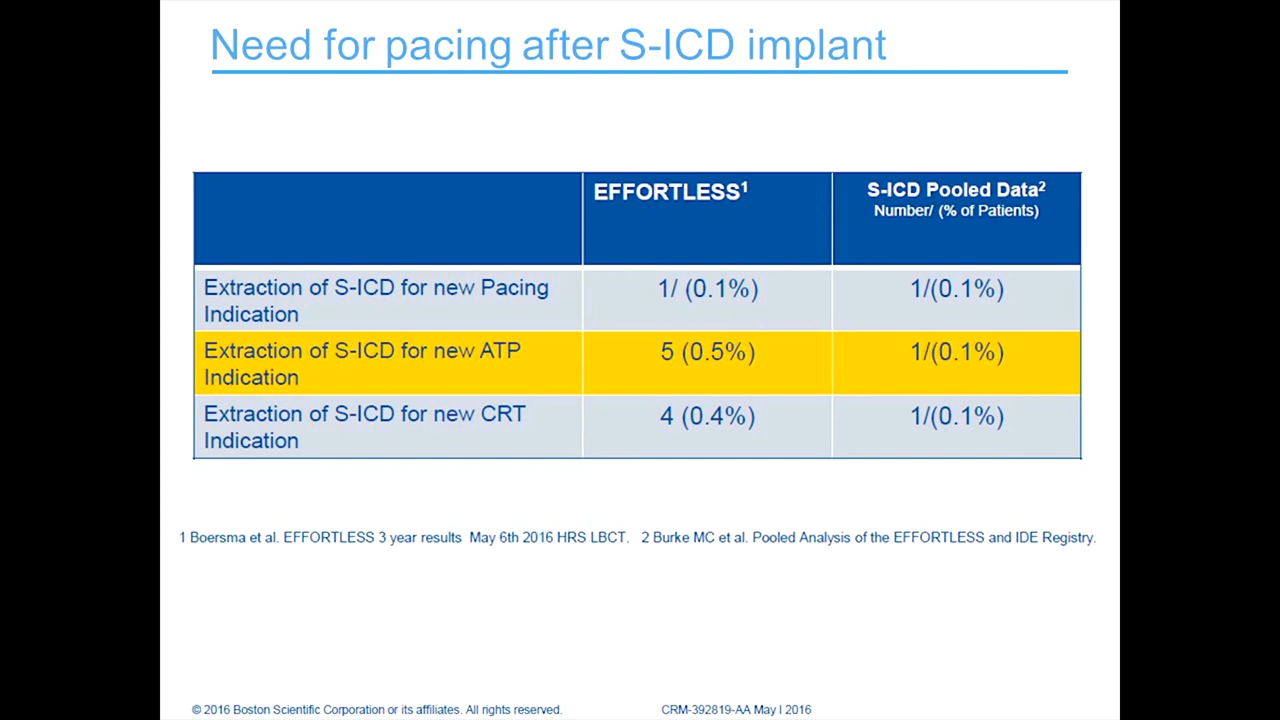 Need for pacing after S-ICD implant
EFFORTLESS1
S-ICD Pooled Data2
Number/ (% of Patients)
Extraction of S-ICD for new Pacing
Indication
1/ (0.1%)
1/(0.1%)
Extraction of S-ICD for new ATP
Indication
5 (0.5%)
1/(0.1%)
Extraction of S-ICD for new CRT
Indication
4 (0.4%)
1/(0.1%)
1 Boersma et al. EFFORTLESS 3 year results May 6th 2016 HRS LBCT. 2 Burke MC et al. Pooled Analysis of the EFFORTLESS and IDE Registry.
© 2016 Boston Scientific Corporation or its affiliates. All rights reserved. CRM-392819-AA May I 2016